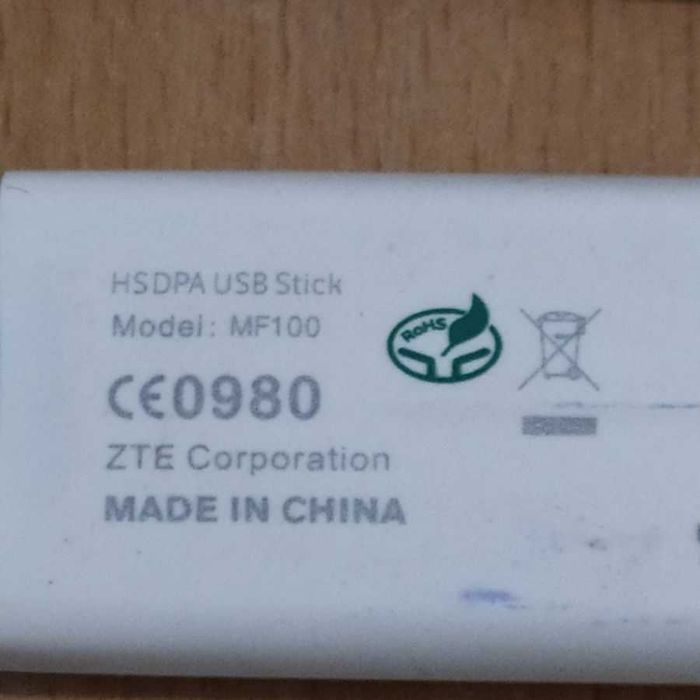 HSDPA USB Stick
Model: MF100
CE0980
ZTE Corporation
MADE IN CHINA
RoHS